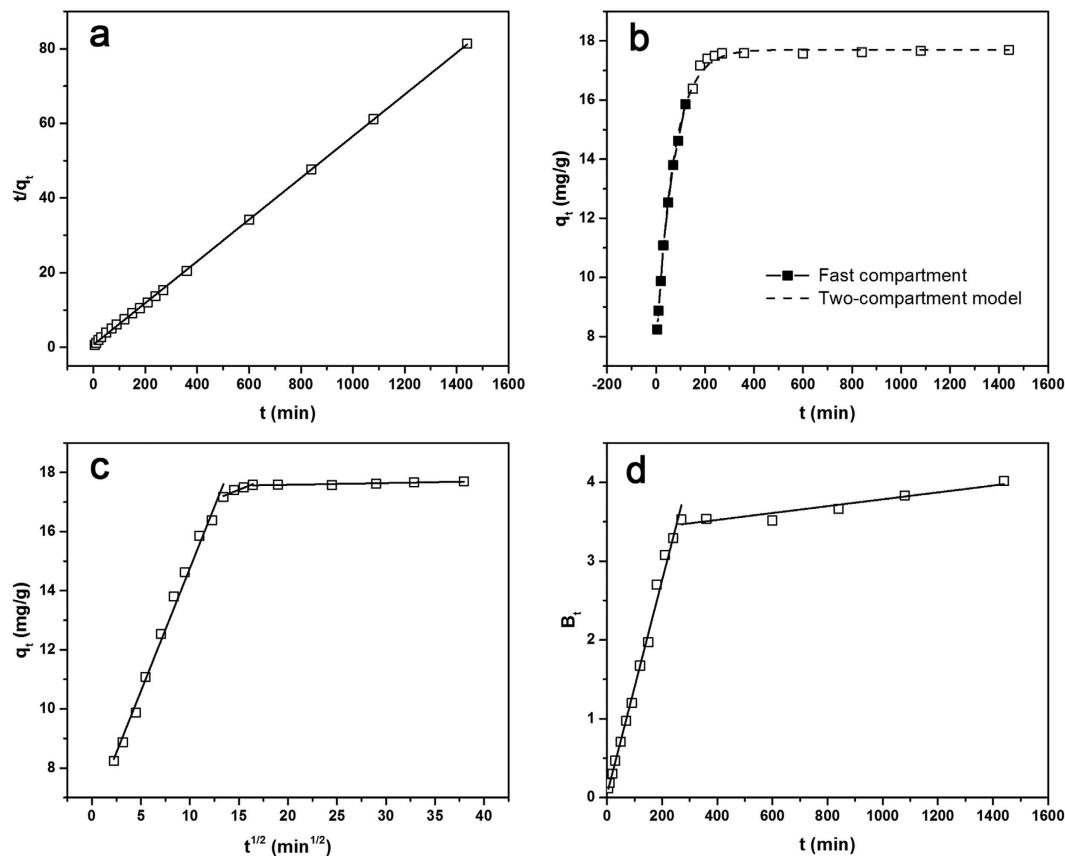 a
80
60
40
20
0
t/qt
0 200 400 600 800 1000 1200 1400 1600
t (min)
b
18
16
14
12
10
8
qt (mg/g)
Fast compartment
Two-compartment model
-200 0 200 400 600 800 1000 1200 1400 1600
t (min)
c
18
16
14
12
10
8
qt (mg/g)
0 5 10 15 20 25 30 35 40
t1/2 (min1/2)
d
4
3
2
1
0
Bt
0 200 400 600 800 1000 1200 1400 1600
t (min)